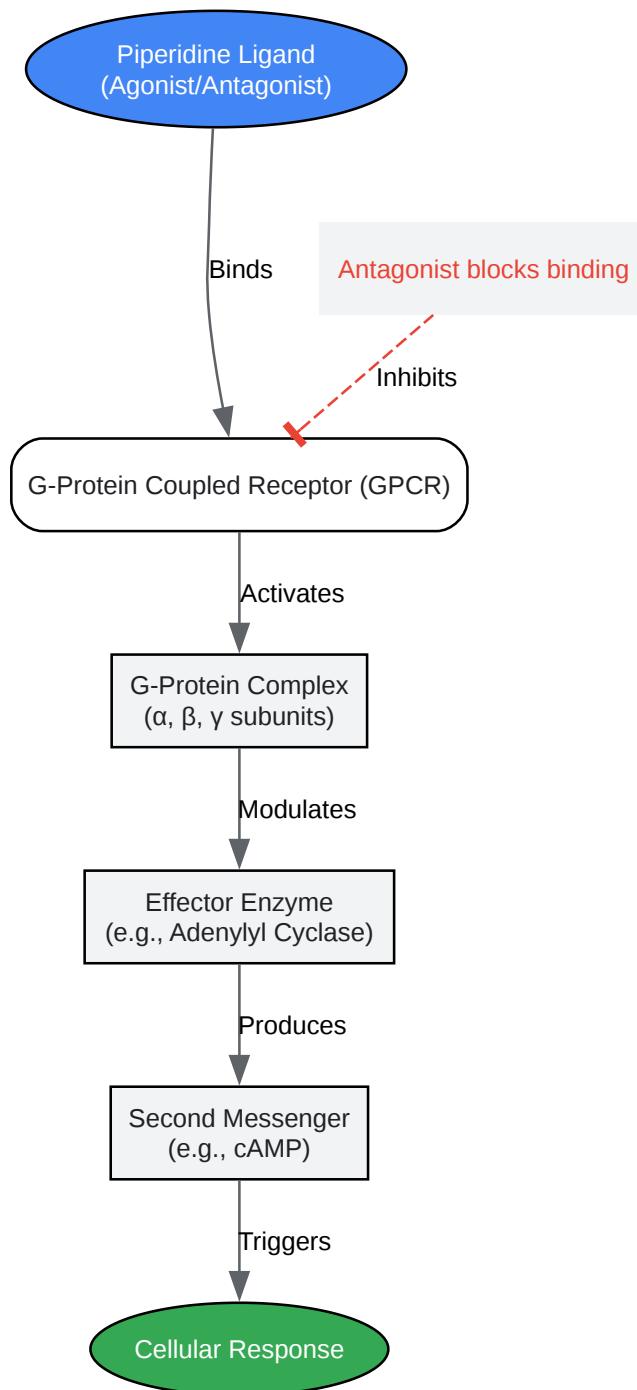 Piperidine Ligand
(Agonist/Antagonist)
Binds
Antagonist blocks binding
Inhibits
G-Protein Coupled Receptor (GPCR)
Activates
G-Protein Complex
(α, β, γ subunits)
Modulates
Effector Enzyme
(e.g., Adenylyl Cyclase)
Produces
Second Messenger
(e.g., cAMP)
Triggers
Cellular Response